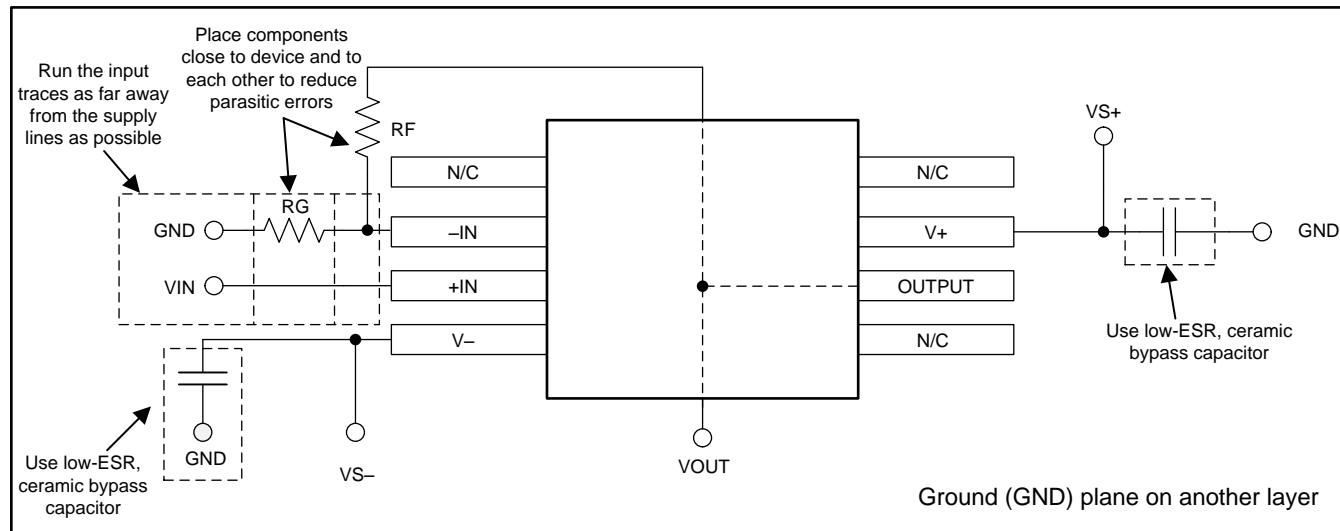 Place components
close to device and to
each other to reduce
parasitic errors
Run the input
traces as far away
from the supply
lines as possible
RF
VS+
N/C
N/C
RG
GND
–IN
V+
GND
VIN
+IN
OUTPUT
V–
N/C
Use low-ESR, ceramic
bypass capacitor
GND
VS–
VOUT
Use low-ESR,
ceramic bypass
capacitor
Ground (GND) plane on another layer